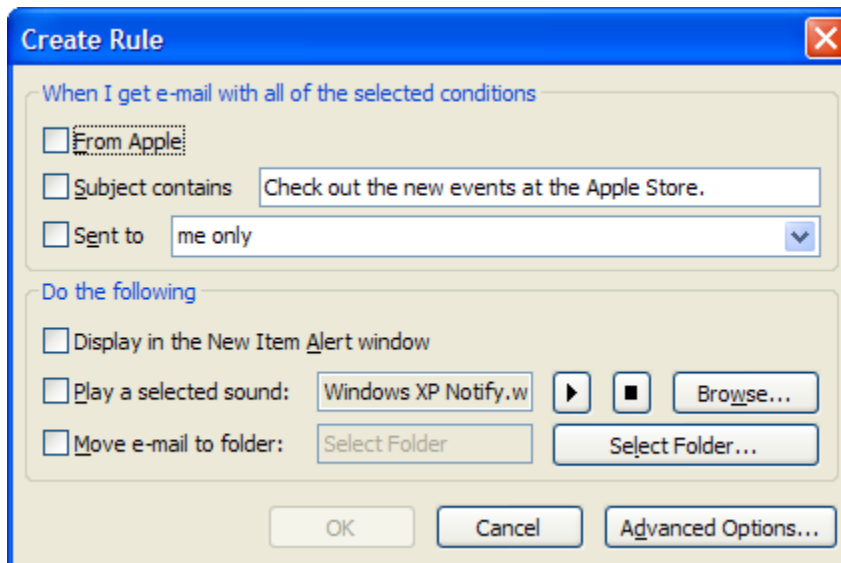 Create Rule
When I get e-mail with all of the selected conditions
From Apple
Subject contains Check out the new events at the Apple Store.
Sent to me only
Do the following
Display in the New Item Alert window
Play a selected sound: Windows XP Notify.w Browse...
Move e-mail to folder: Select Folder Select Folder...
OK Cancel Advanced Options...